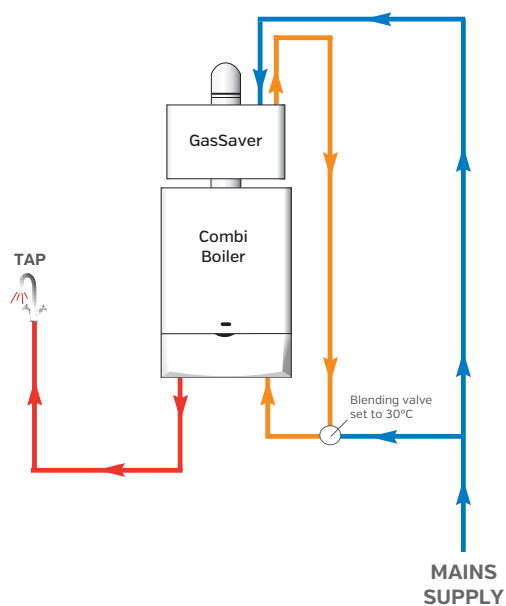 GasSaver
Combi
Boiler
TAP
Blending valve
set to 30°C
MAINS
SUPPLY